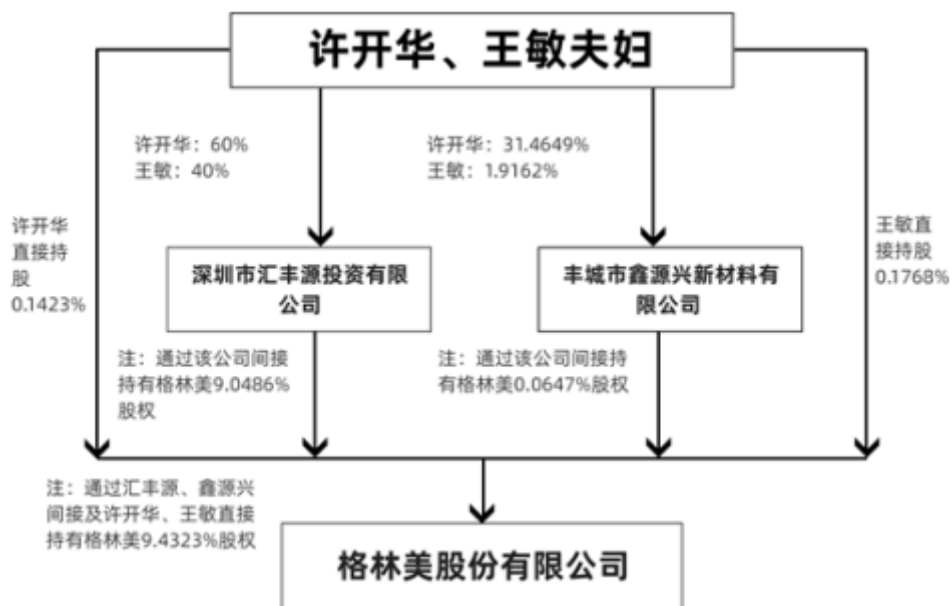 许开华、王敏夫妇
许开华：60%
王敏：40%
许开华：31.4649%
王敏：1.9162%
许开华
直接持
股
0.1423%
王敏直
接持股
0.1768%
深圳市汇丰源投资有限
公司
丰城市鑫源兴新材料有
限公司
注：通过该公司间接
持有格林美9.0486%
股权
注：通过该公司间接持
有格林美0.0647%股权
注：通过汇丰源、鑫源兴
间接及许开华、王敏直接
持有格林美9.4323%股权
格林美股份有限公司